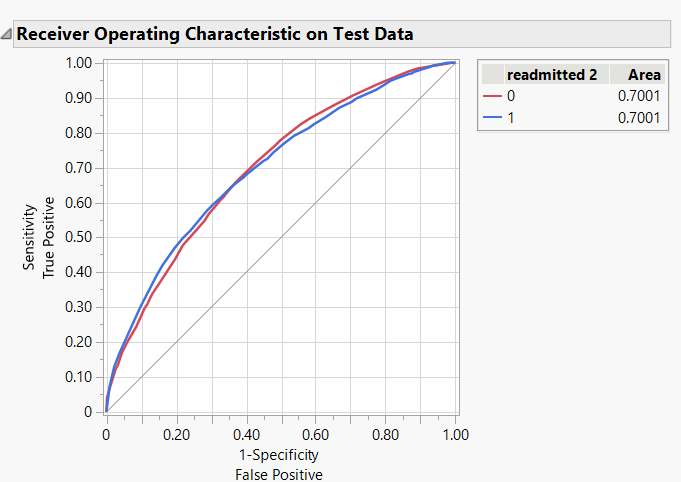 Receiver Operating Characteristic on Test Data
readmitted 2 Area
0 0.7001
1 0.7001
1.00
0.90
0.80
0.70
0.60
0.50
0.40
0.30
0.20
0.10
0
Sensitivity
True Positive
0 0.20 0.40 0.60 0.80 1.00
1-Specificity
False Positive